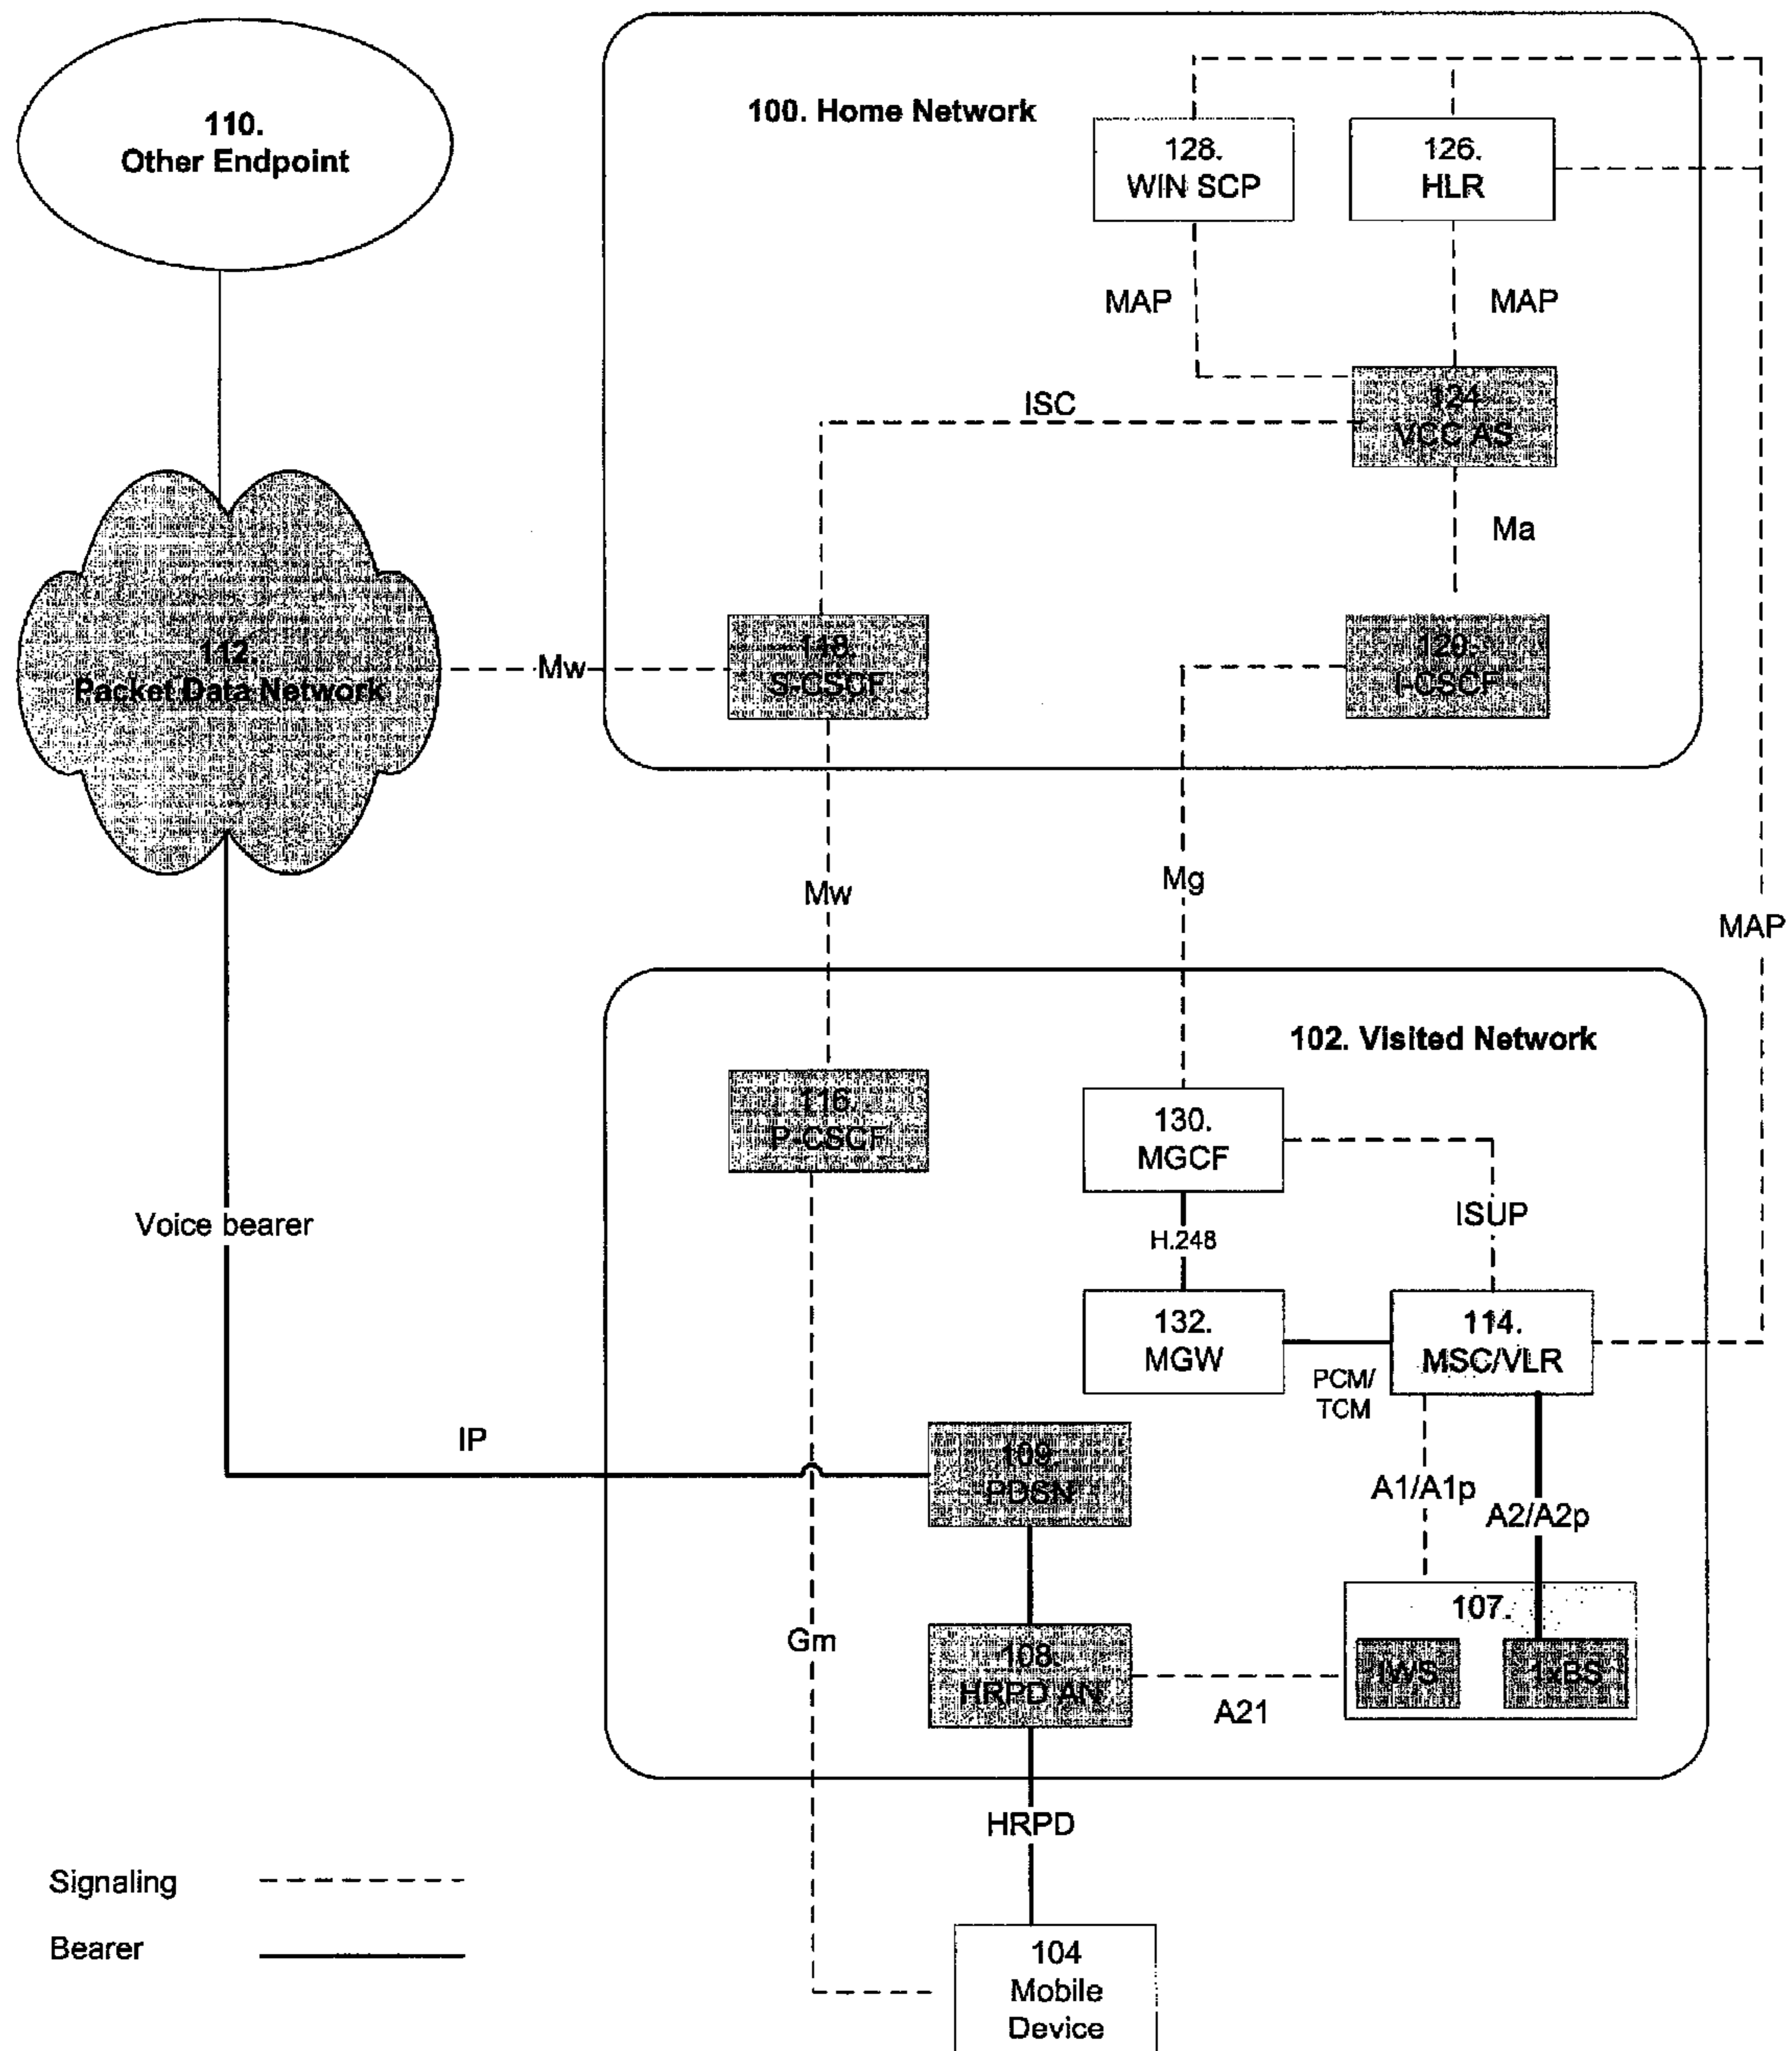 110.
Other Endpoint
100. Home Network
128.
WIN SCP
126.
HLR
MAP
MAP
ISC
124.
VCC AS
Ma
112.
Packet Data Network
Mw
118.
S-CSCF
120.
I-CSCF
Mw
Mg
MAP
102. Visited Network
116.
P-CSCF
130.
MGCF
ISUP
Voice bearer
H.248
132.
MGW
114.
MSC/VLR
PCM/
TCM
IP
109.
PDSN
A1/A1p
A2/A2p
107.
Gm
108.
HRPD AN
IWS
1xBS
A21
HRPD
Signaling
Bearer
104
Mobile
Device